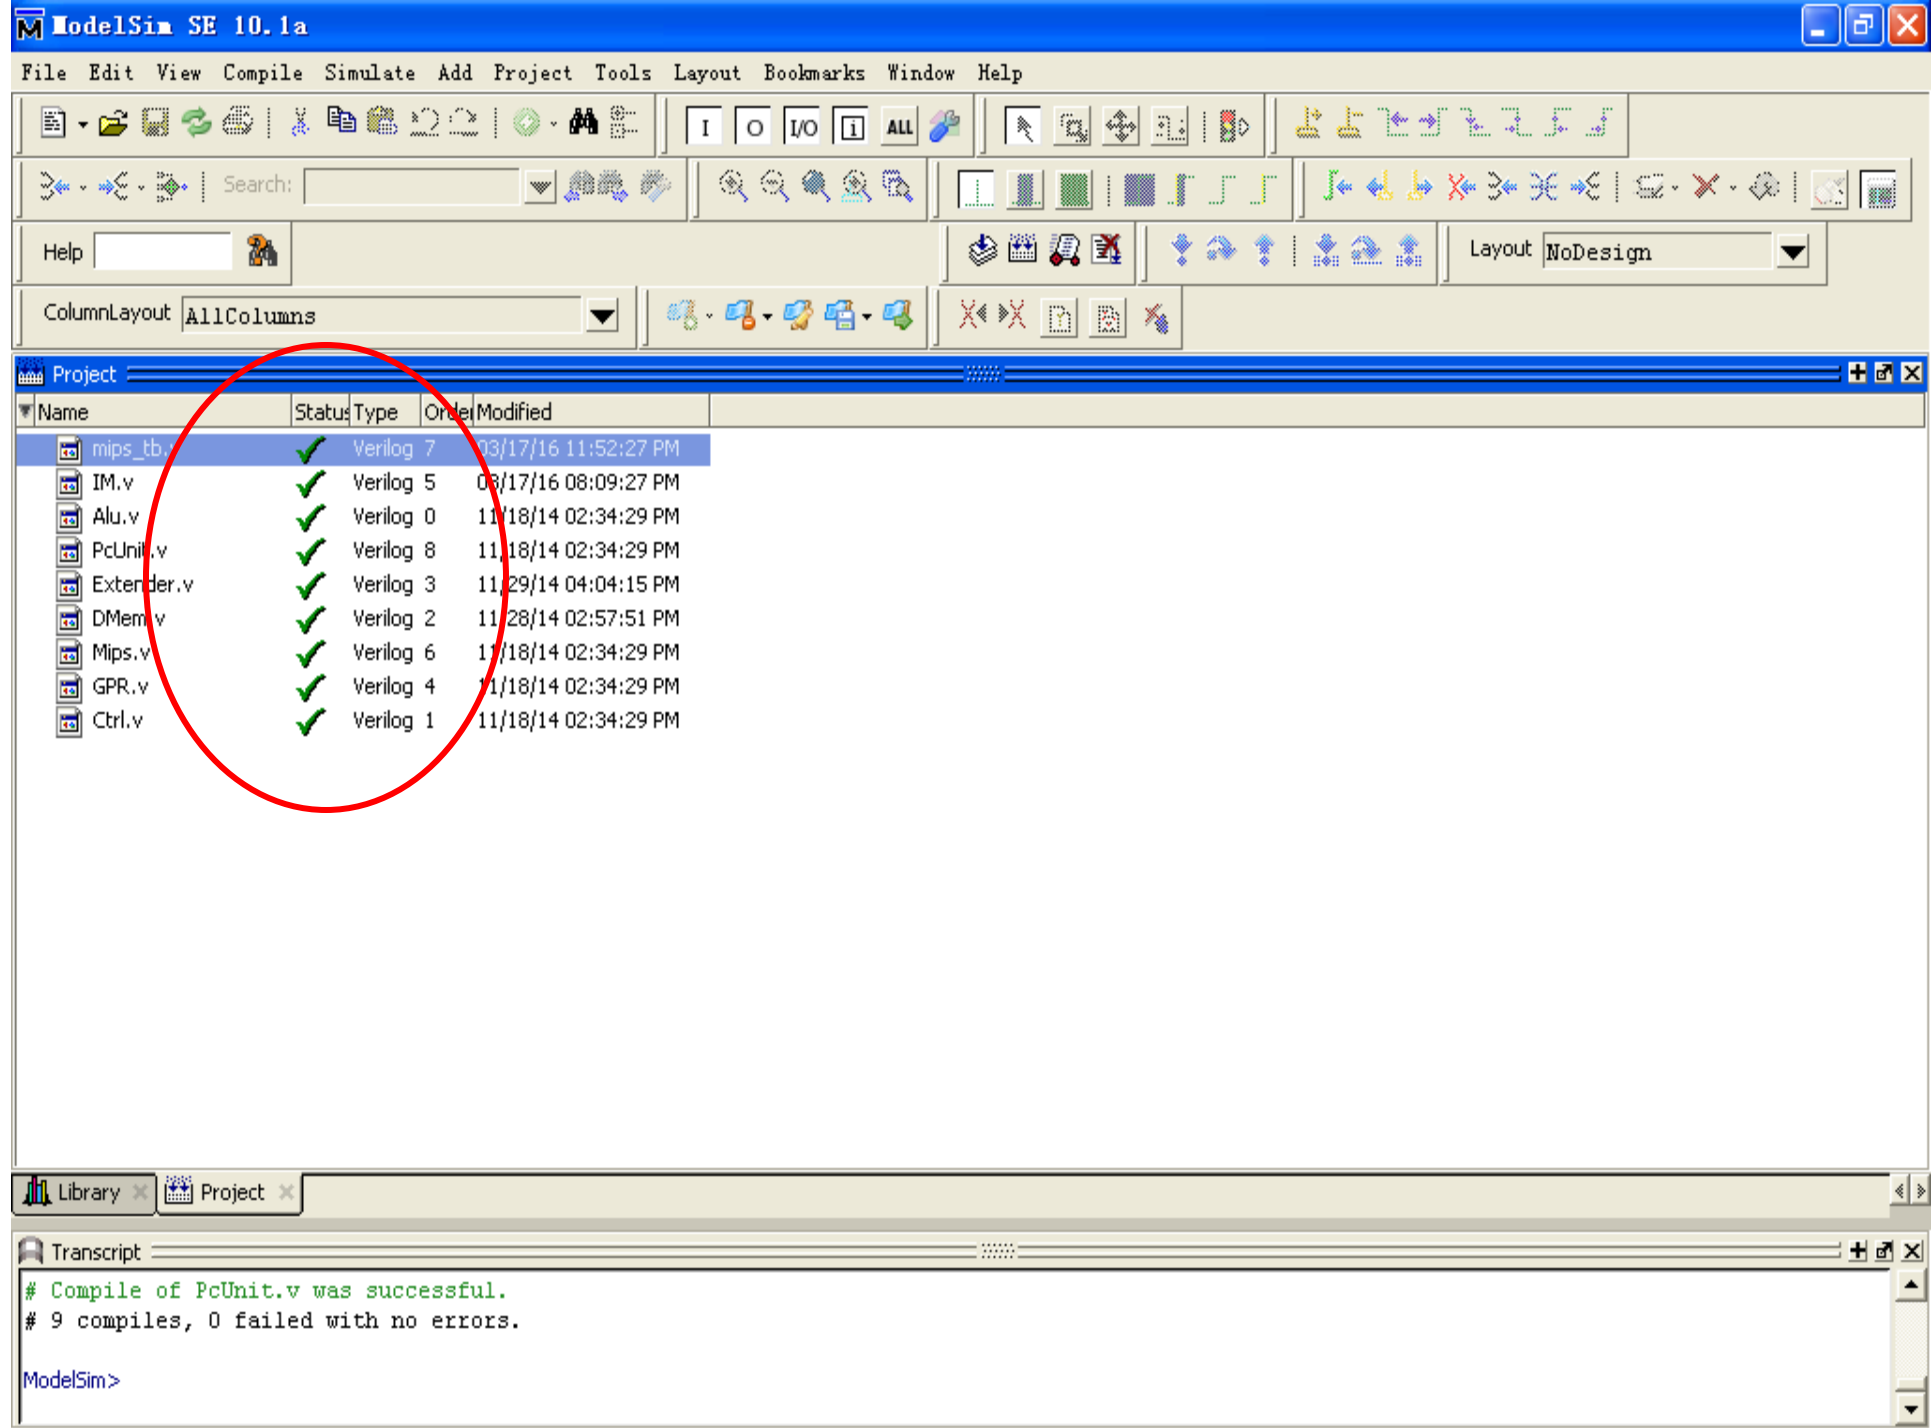 ModelSim SE 10.1a
File Edit View Compile Simulate Add Project Tools Layout Bookmarks Window Help
I O I/O i ALL
Search:
Help Layout NoDesign
ColumnLayout AllColumns
Project
Name Status Type Order Modified
mips_tb.v Verilog 7 03/17/16 11:52:27 PM
IM.v Verilog 5 03/17/16 08:09:27 PM
Alu.v Verilog 0 11/18/14 02:34:29 PM
PcUnit.v Verilog 8 11/18/14 02:34:29 PM
Extender.v Verilog 3 11/29/14 04:04:15 PM
DMem.v Verilog 2 11/28/14 02:57:51 PM
Mips.v Verilog 6 11/18/14 02:34:29 PM
GPR.v Verilog 4 11/18/14 02:34:29 PM
Ctrl.v Verilog 1 11/18/14 02:34:29 PM
Library Project
Transcript
# Compile of PcUnit.v was successful.
# 9 compiles, 0 failed with no errors.
ModelSim>